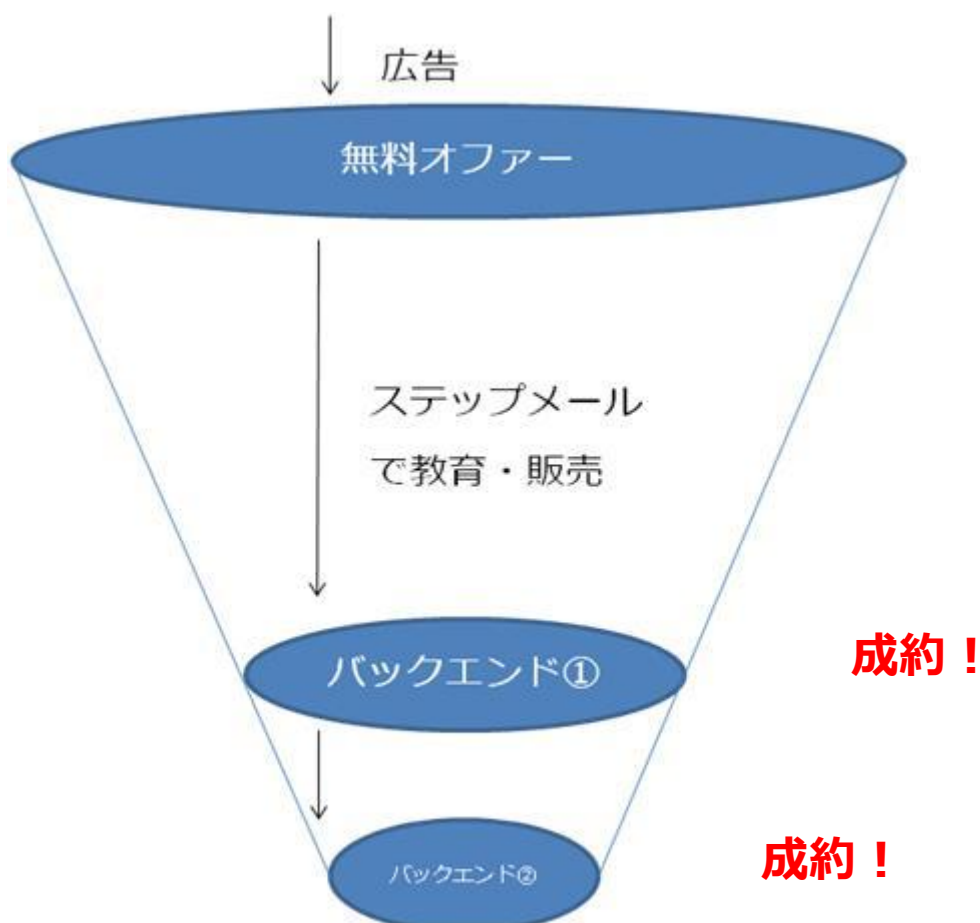 広告
無料オファー
ステップメール
で教育・販売
バックエンド①
成約！
バックエンド②
成約！